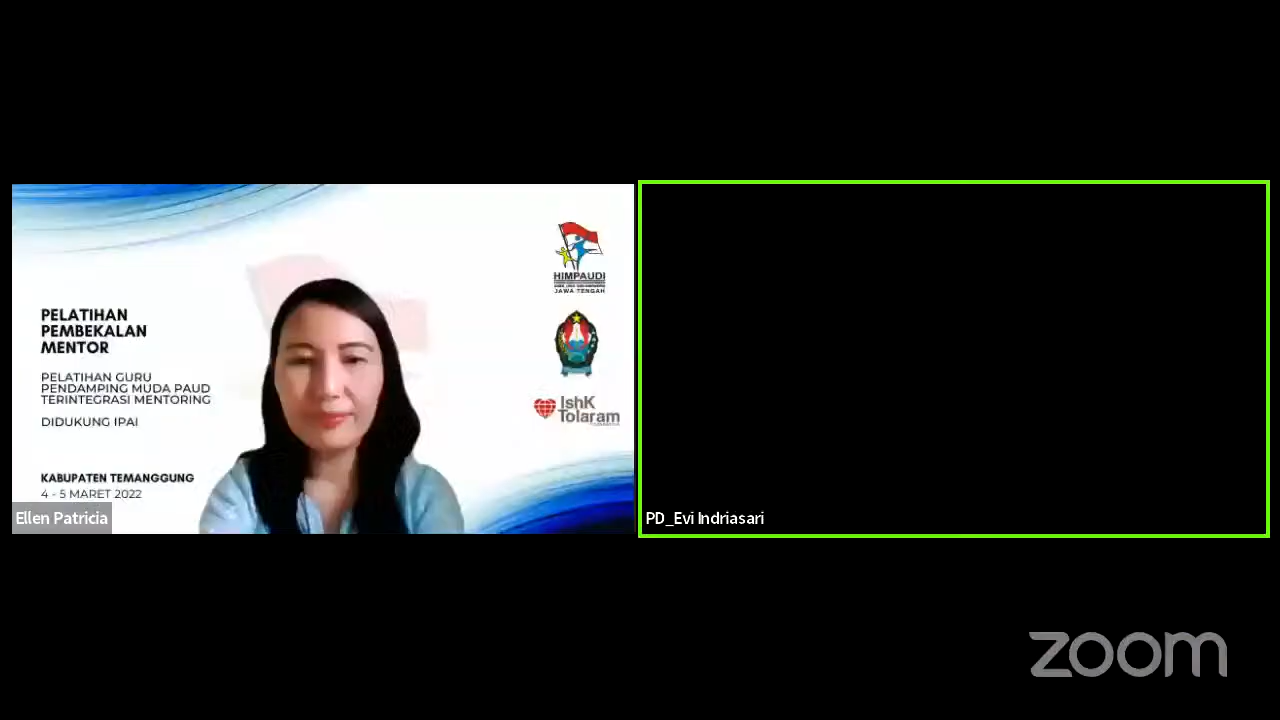 PELATIHAN
PEMBEKALAN
MENTOR
PELATIHAN GURU
PENDAMPING MUDA PAUD
TERINTEGRASI MENTORING
DIDUKUNG IPAI
KABUPATEN TEMANGGUNG
4 - 5 MARET 2022
HIMPAUDI
JAWA TENGAH
IshK
Tolaram
Ellen Patricia
PD_Evi Indriasari
zoom